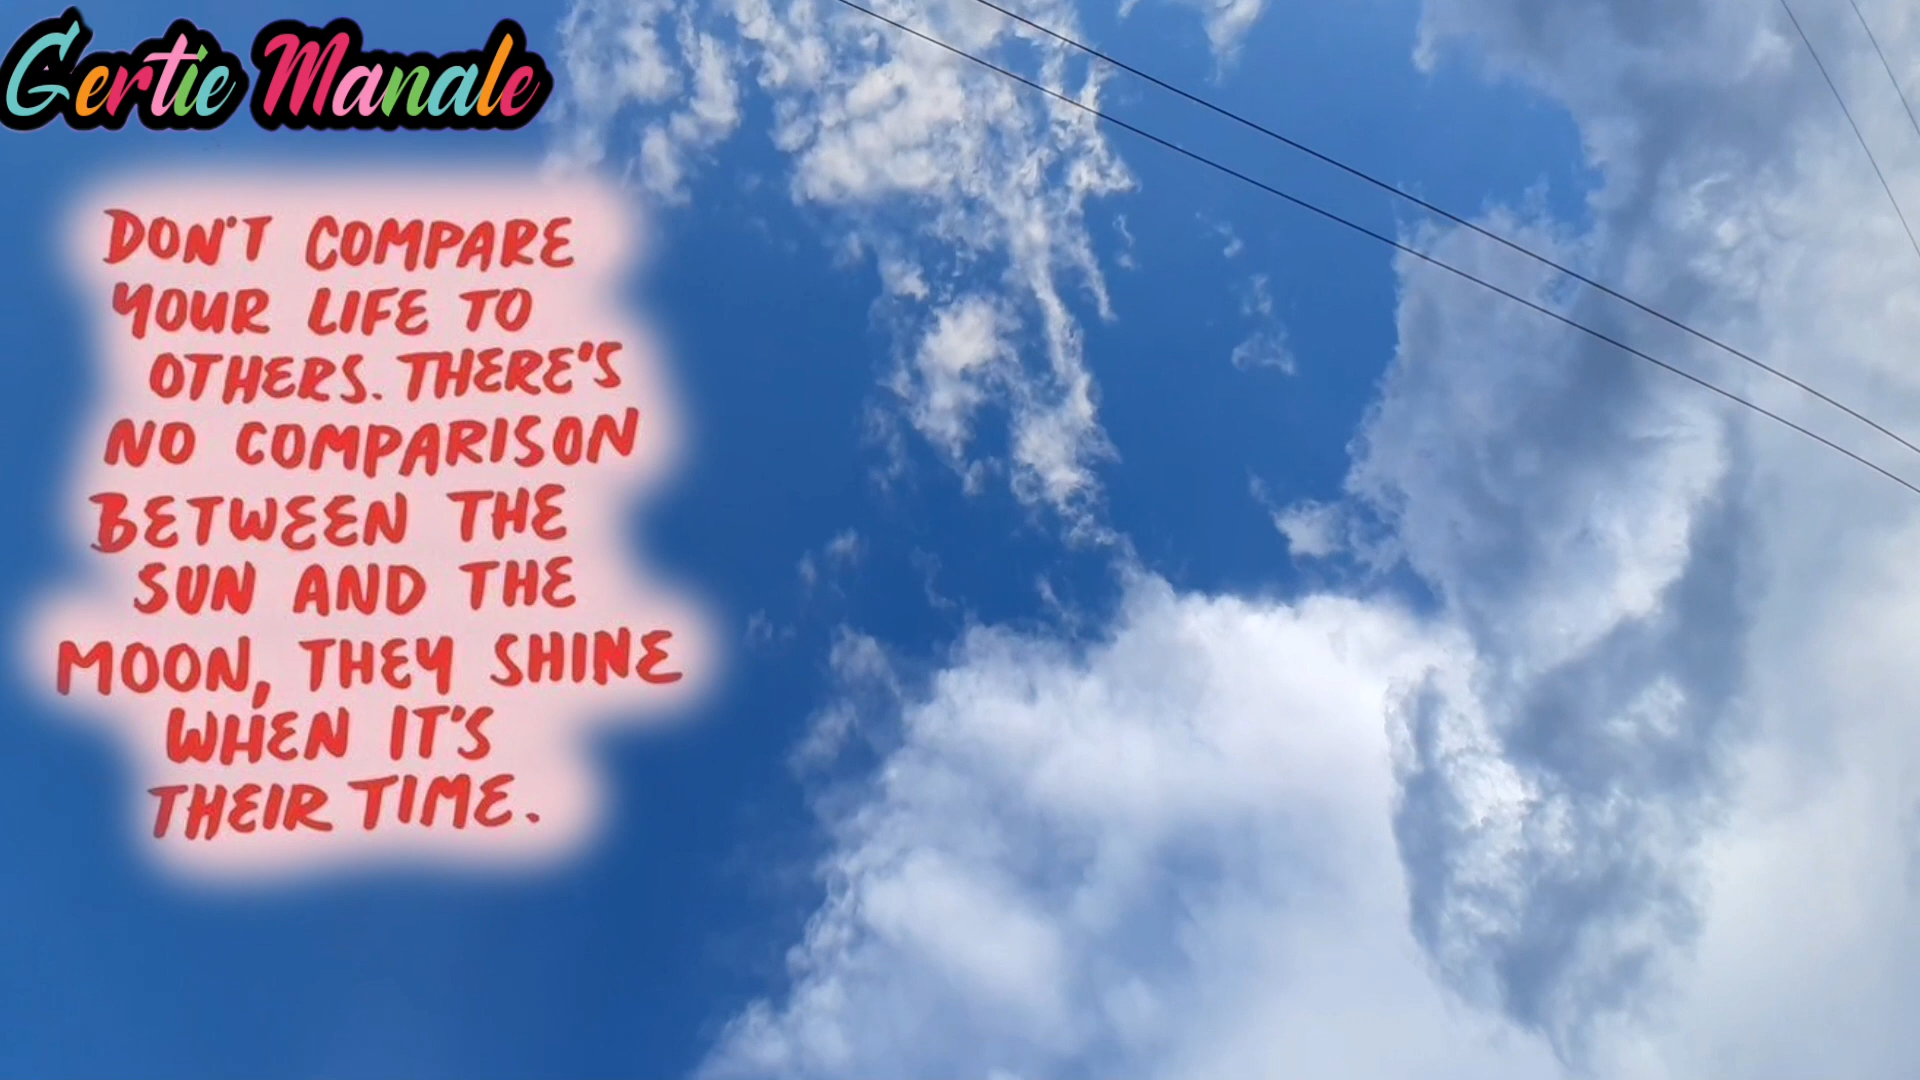 Gertie Manale
DON'T COMPARE
YOUR LIFE TO
OTHERS. THERE'S
NO COMPARISON
BETWEEN THE
SUN AND THE
MOON, THEY SHINE
WHEN IT'S
THEIR TIME.